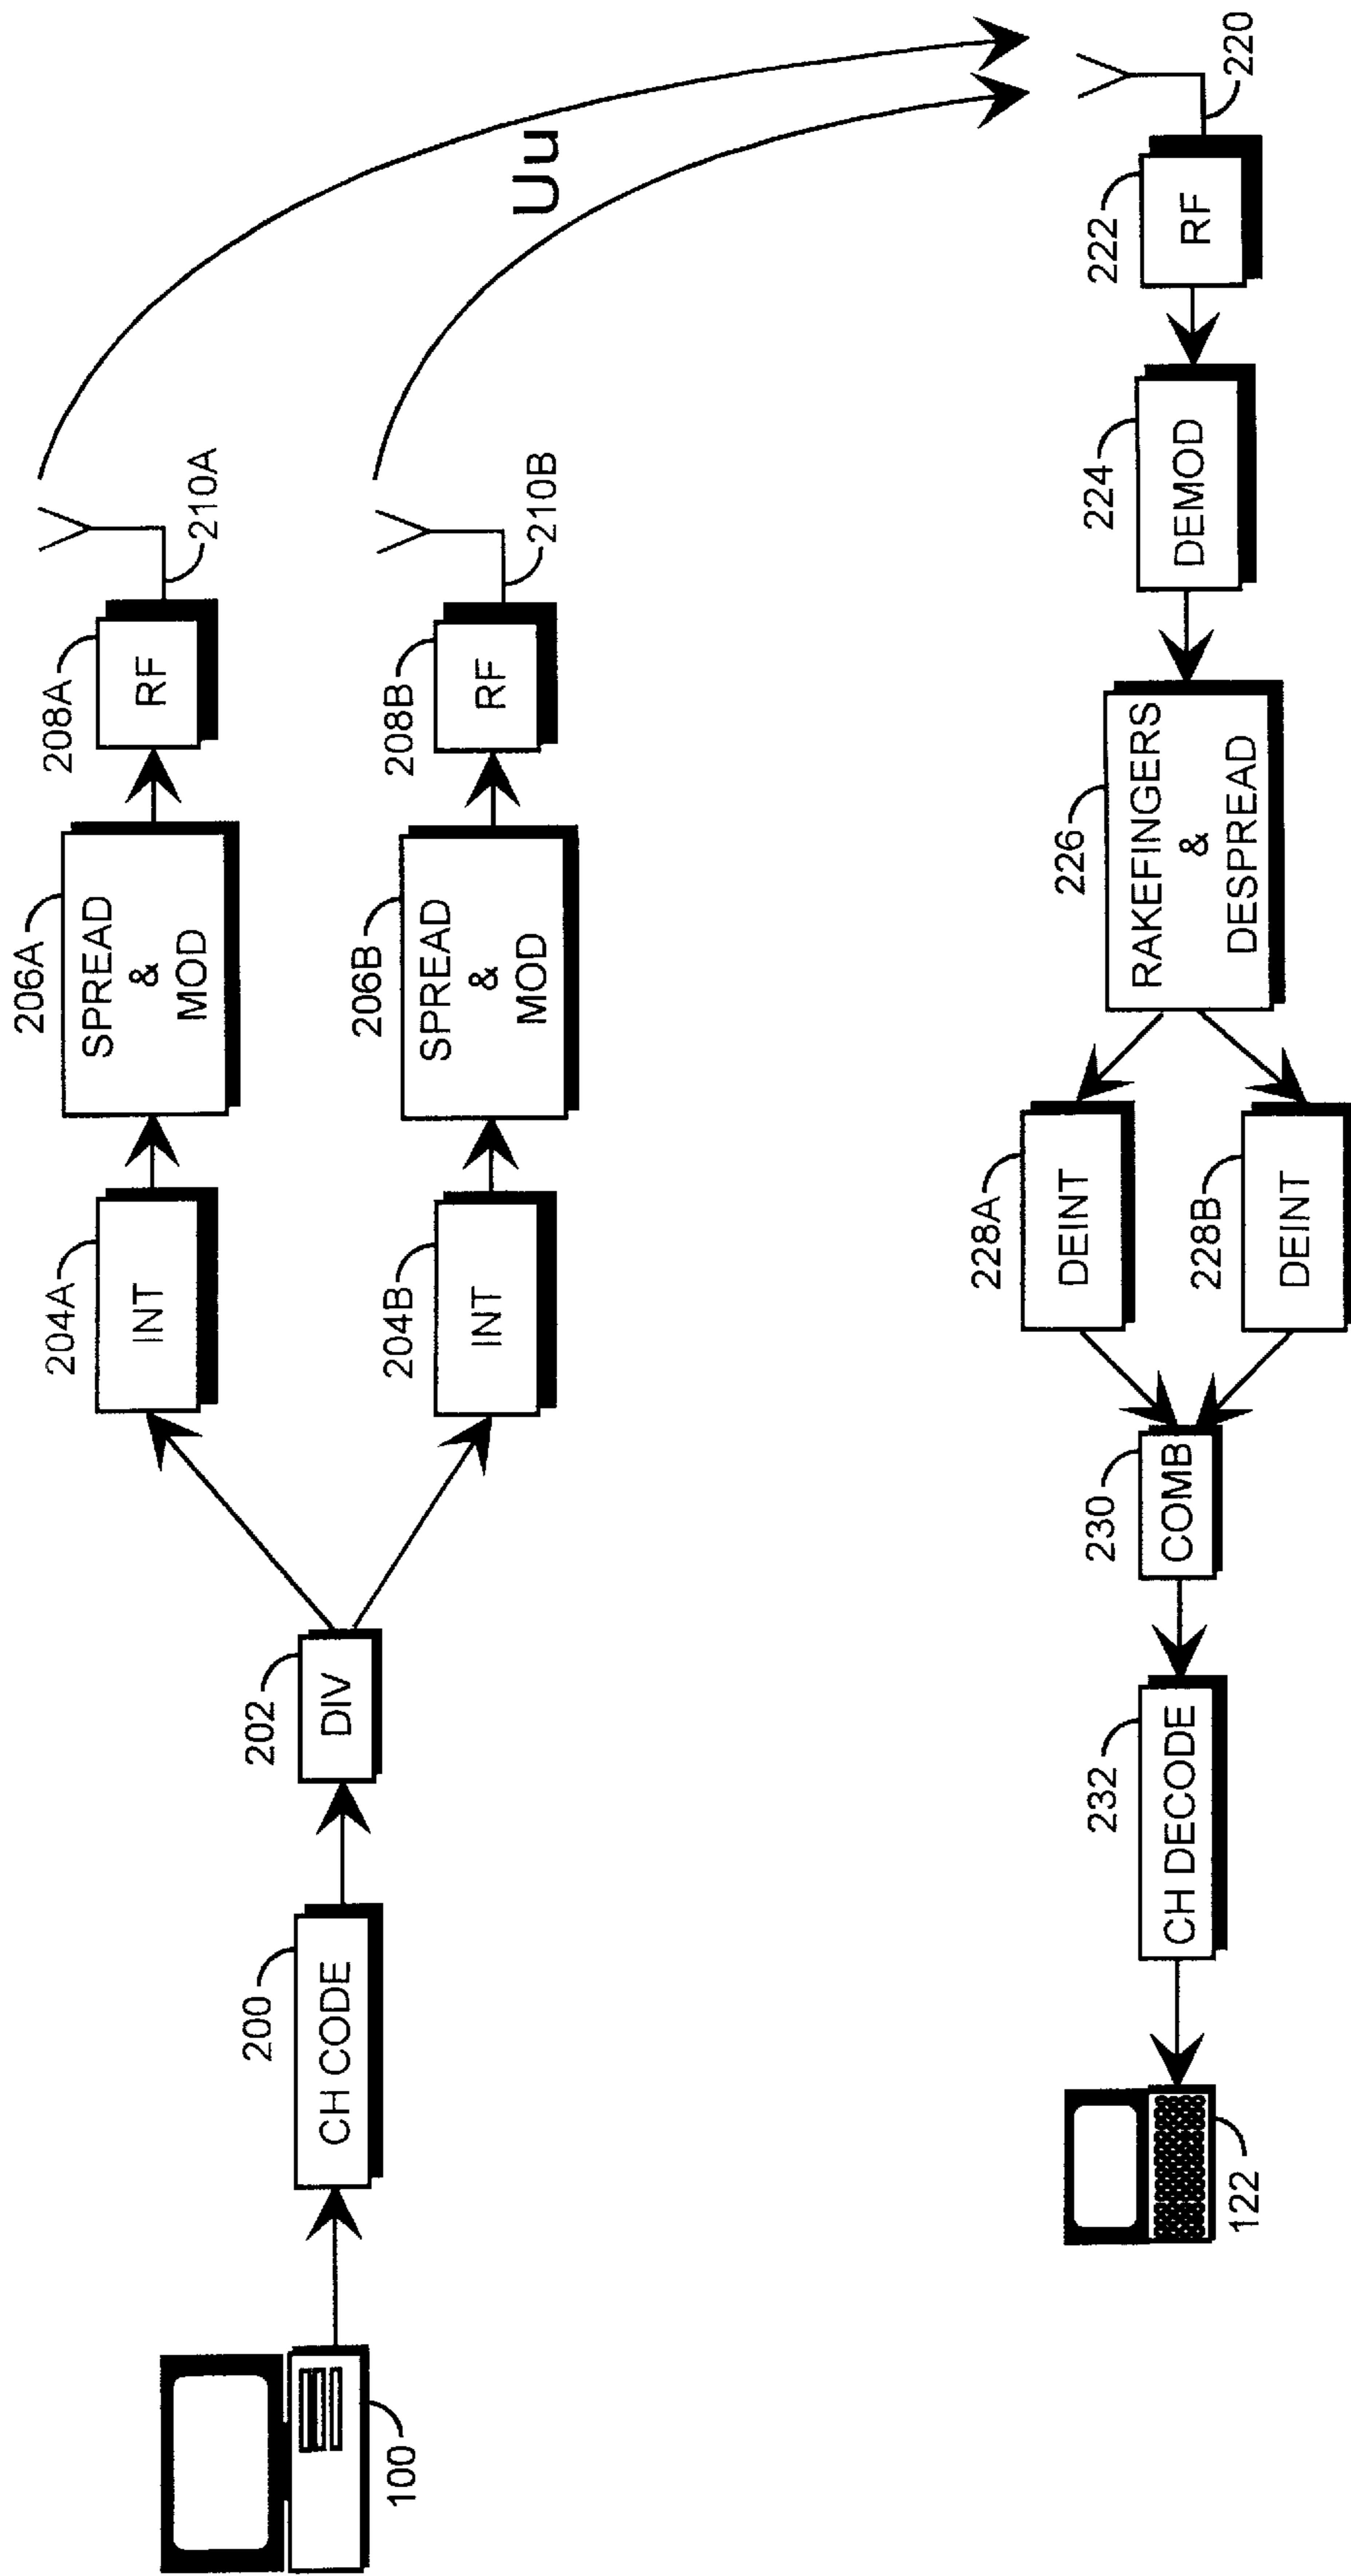 204A
INT
206A
SPREAD
&
MOD
208A
RF
210A
200
CH CODE
202
DIV
100
204B
INT
206B
SPREAD
&
MOD
208B
RF
210B
Uu
122
232
CH DECODE
230
COMB
228A
DEINT
228B
DEINT
226
RAKEFINGERS
&
DESPREAD
224
DEMOD
222
RF
220